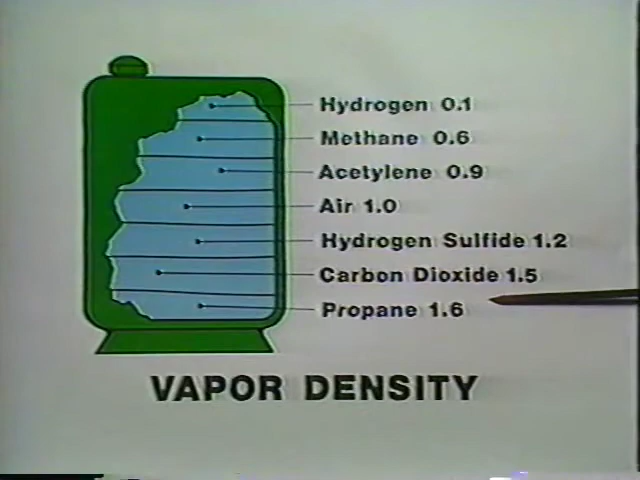 Hydrogen 0.1
Methane 0.6
Acetylene 0.9
Air 1.0
Hydrogen Sulfide 1.2
Carbon Dioxide 1.5
Propane 1.6
VAPOR DENSITY